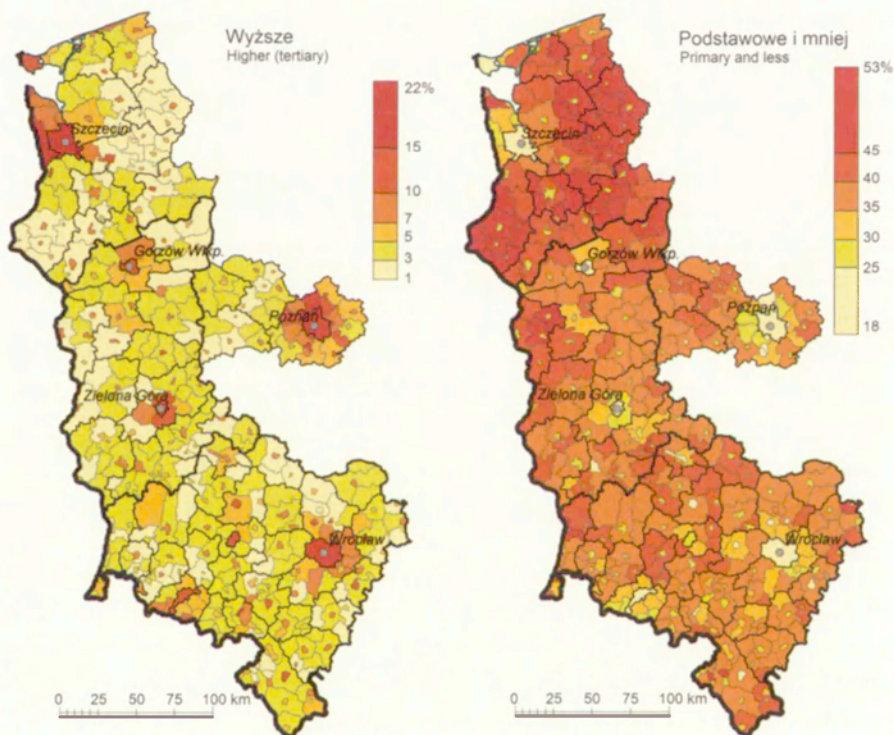 Wyższe
Higher (tertiary)
22%
15
10
7
5
3
1
Szczecin
Gorzów Wlkp.
Poznań
Zielona Góra
Wrocław
0 25 50 75 100 km
Podstawowe i mniej
Primary and less
53%
45
40
35
30
25
18
Szczecin
Gorzów Wlkp.
Poznań
Zielona Góra
Wrocław
0 25 50 75 100 km